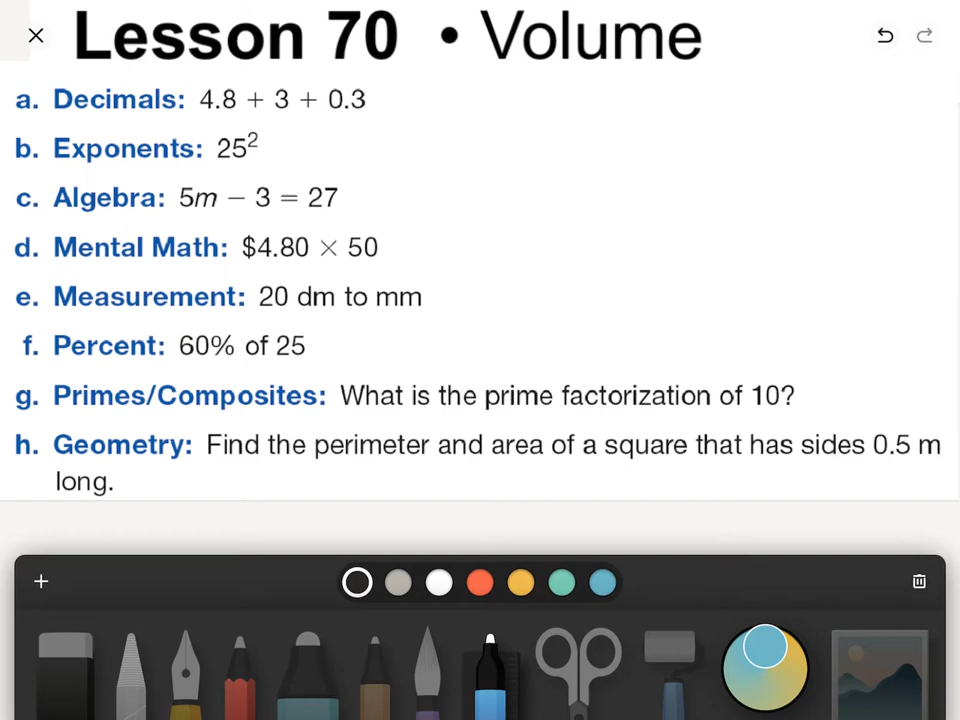 Lesson 70 • Volume
a. Decimals: 4.8 + 3 + 0.3
b. Exponents: 25²
c. Algebra: 5m − 3 = 27
d. Mental Math: $4.80 × 50
e. Measurement: 20 dm to mm
f. Percent: 60% of 25
g. Primes/Composites: What is the prime factorization of 10?
h. Geometry: Find the perimeter and area of a square that has sides 0.5 m
long.